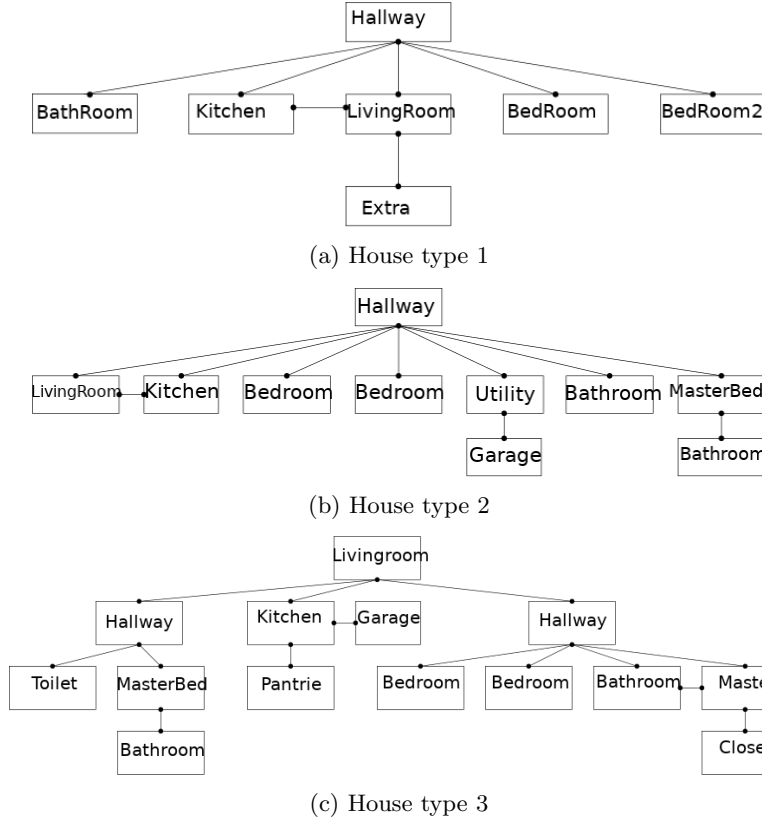 Hallway
BathRoom Kitchen LivingRoom BedRoom BedRoom2
Extra
(a) House type 1
Hallway
LivingRoom Kitchen Bedroom Bedroom Utility Bathroom MasterBed
Garage Bathroom
(b) House type 2
Livingroom
Hallway Kitchen Garage Hallway
Toilet MasterBed Pantrie Bedroom Bedroom Bathroom Maste
Bathroom Close
(c) House type 3